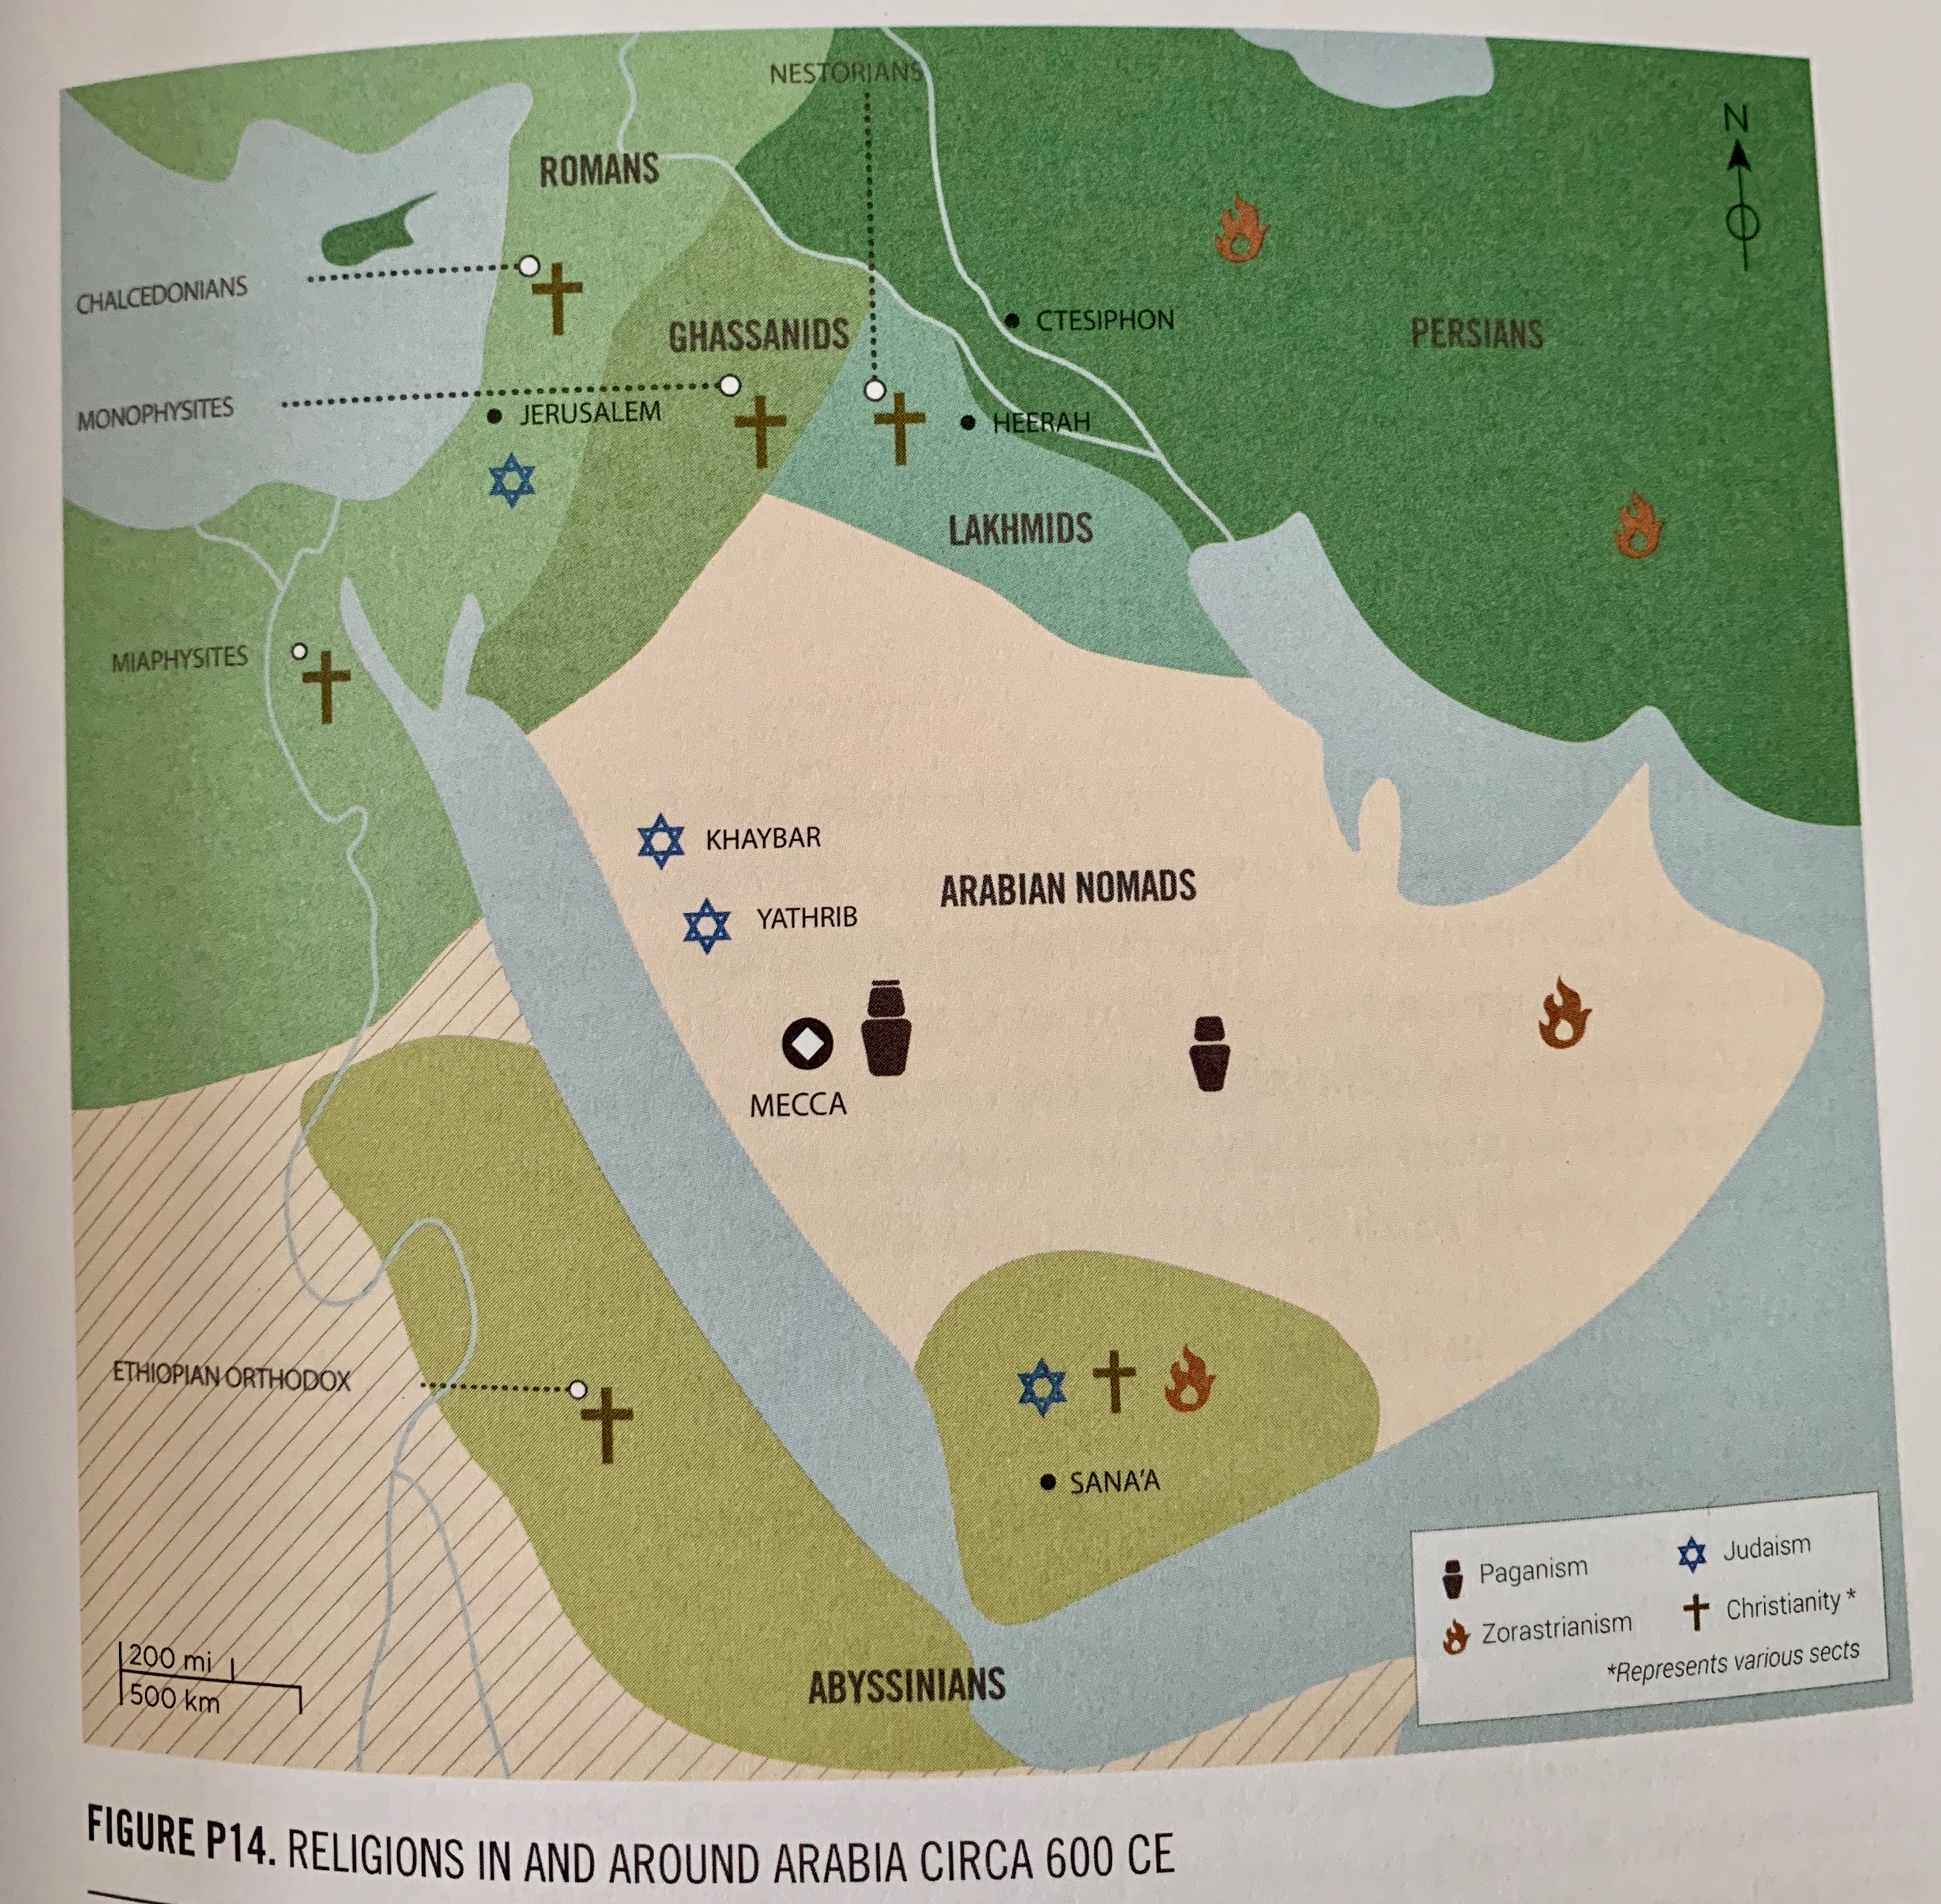 NESTORIANS
N
ROMANS
CHALCEDONIANS
GHASSANIDS
CTESIPHON
PERSIANS
MONOPHYSITES
JERUSALEM
HEERAH
LAKHMIDS
MIAPHYSITES
KHAYBAR
ARABIAN NOMADS
YATHRIB
MECCA
ETHIOPIAN ORTHODOX
SANA'A
ABYSSINIANS
Paganism
Judaism
Zorastrianism
Christianity *
*Represents various sects
200 mi
500 km
FIGURE P14. RELIGIONS IN AND AROUND ARABIA CIRCA 600 CE